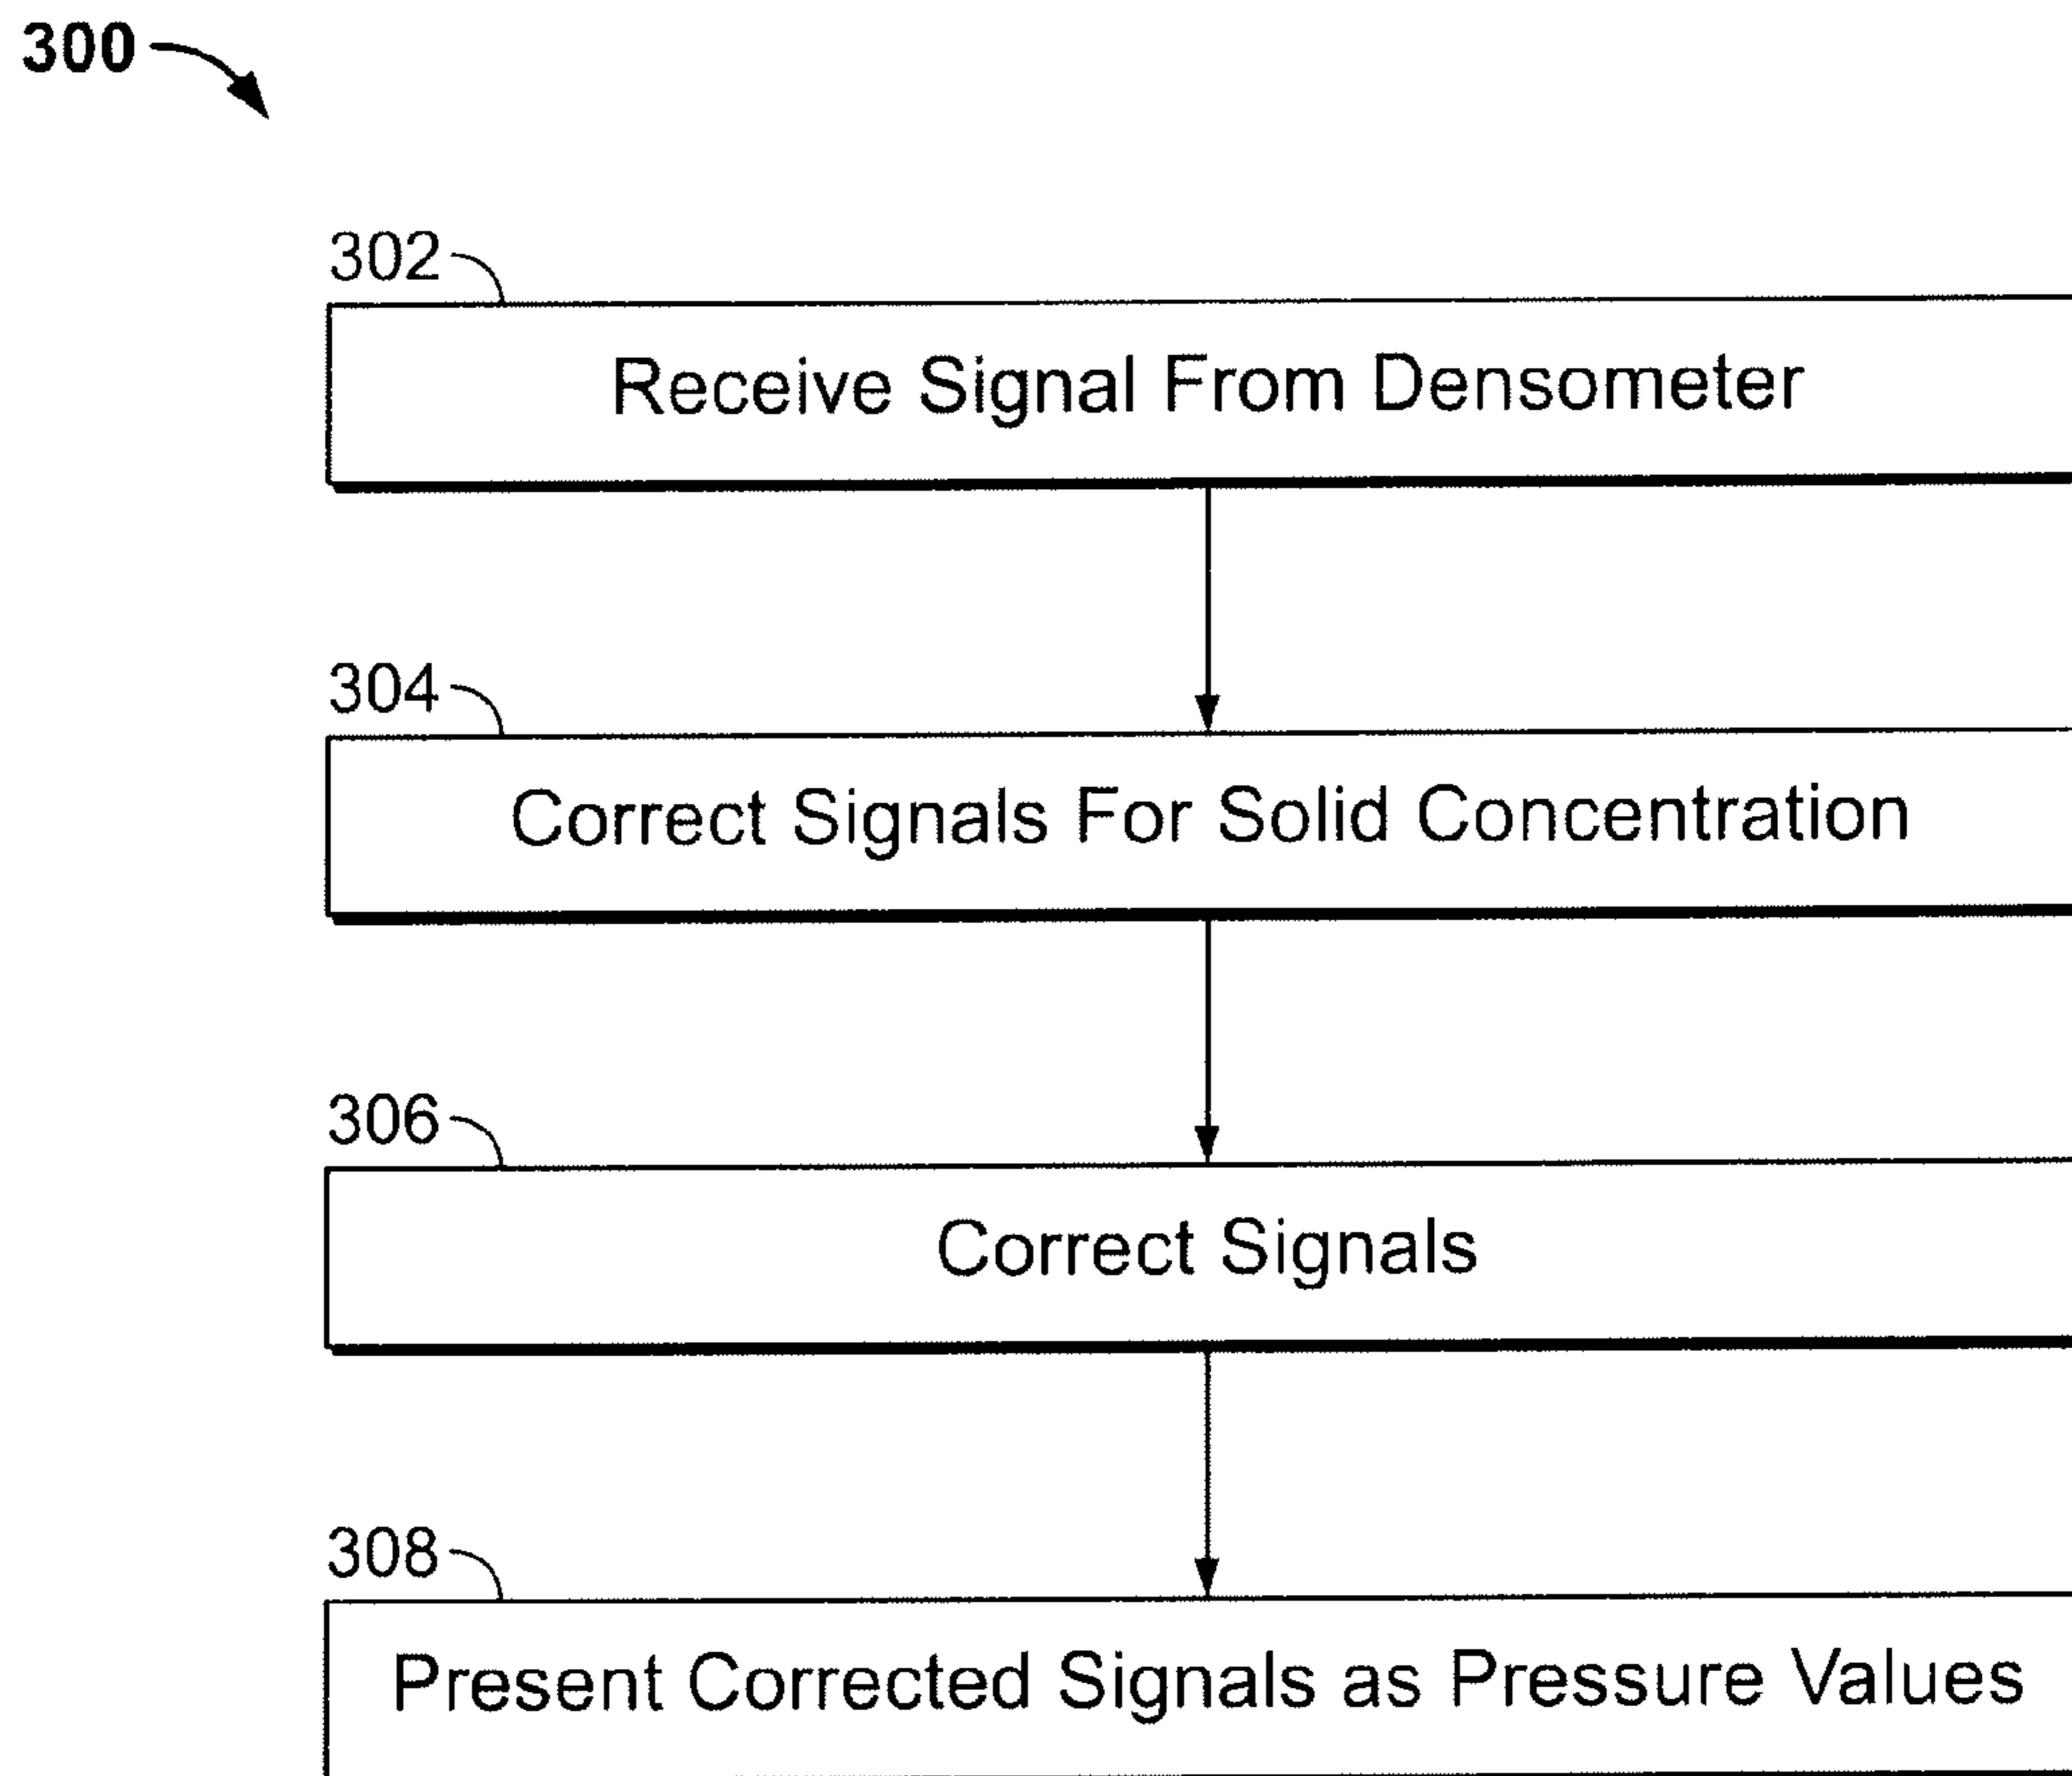 300
302
Receive Signal From Densometer
304
Correct Signals For Solid Concentration
306
Correct Signals
308
Present Corrected Signals as Pressure Values